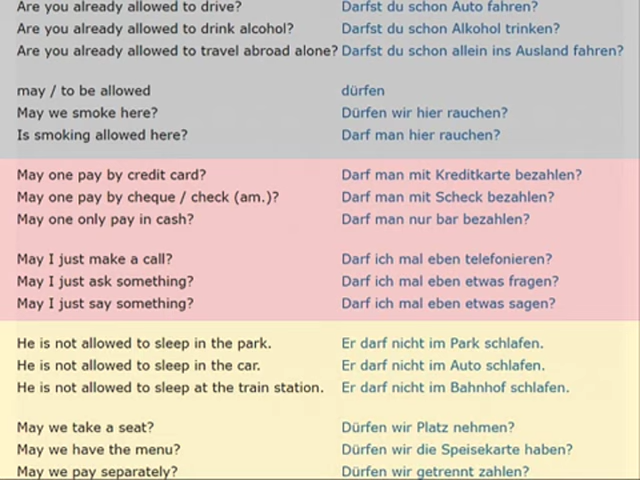 Are you already allowed to drive? Darfst du schon Auto fahren?
Are you already allowed to drink alcohol? Darfst du schon Alkohol trinken?
Are you already allowed to travel abroad alone? Darfst du schon allein ins Ausland fahren?
may / to be allowed dürfen
May we smoke here? Dürfen wir hier rauchen?
Is smoking allowed here? Darf man hier rauchen?
May one pay by credit card? Darf man mit Kreditkarte bezahlen?
May one pay by cheque / check (am.)? Darf man mit Scheck bezahlen?
May one only pay in cash? Darf man nur bar bezahlen?
May I just make a call? Darf ich mal eben telefonieren?
May I just ask something? Darf ich mal eben etwas fragen?
May I just say something? Darf ich mal eben etwas sagen?
He is not allowed to sleep in the park. Er darf nicht im Park schlafen.
He is not allowed to sleep in the car. Er darf nicht im Auto schlafen.
He is not allowed to sleep at the train station. Er darf nicht im Bahnhof schlafen.
May we take a seat? Dürfen wir Platz nehmen?
May we have the menu? Dürfen wir die Speisekarte haben?
May we pay separately? Dürfen wir getrennt zahlen?